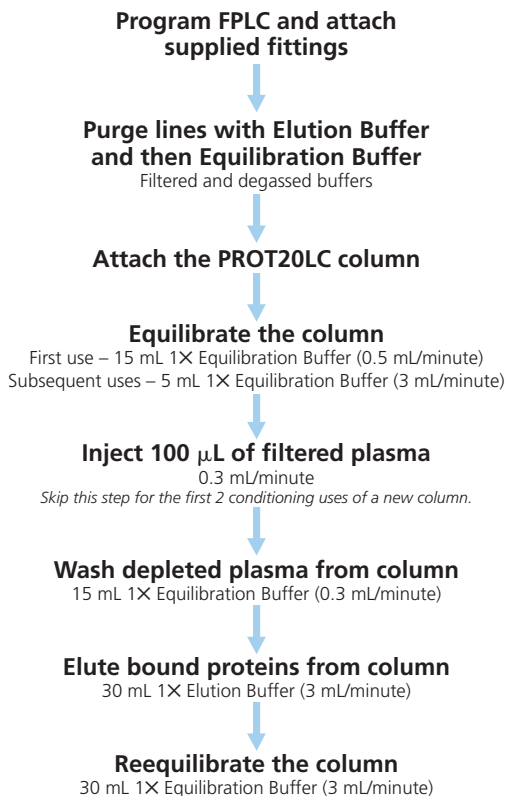 Program FPLC and attach
supplied fittings
Purge lines with Elution Buffer
and then Equilibration Buffer
Filtered and degassed buffers
Attach the PROT20LC column
Equilibrate the column
First use – 15 mL 1× Equilibration Buffer (0.5 mL/minute)
Subsequent uses – 5 mL 1× Equilibration Buffer (3 mL/minute)
Inject 100 μL of filtered plasma
0.3 mL/minute
Skip this step for the first 2 conditioning uses of a new column.
Wash depleted plasma from column
15 mL 1× Equilibration Buffer (0.3 mL/minute)
Elute bound proteins from column
30 mL 1× Elution Buffer (3 mL/minute)
Reequilibrate the column
30 mL 1× Equilibration Buffer (3 mL/minute)